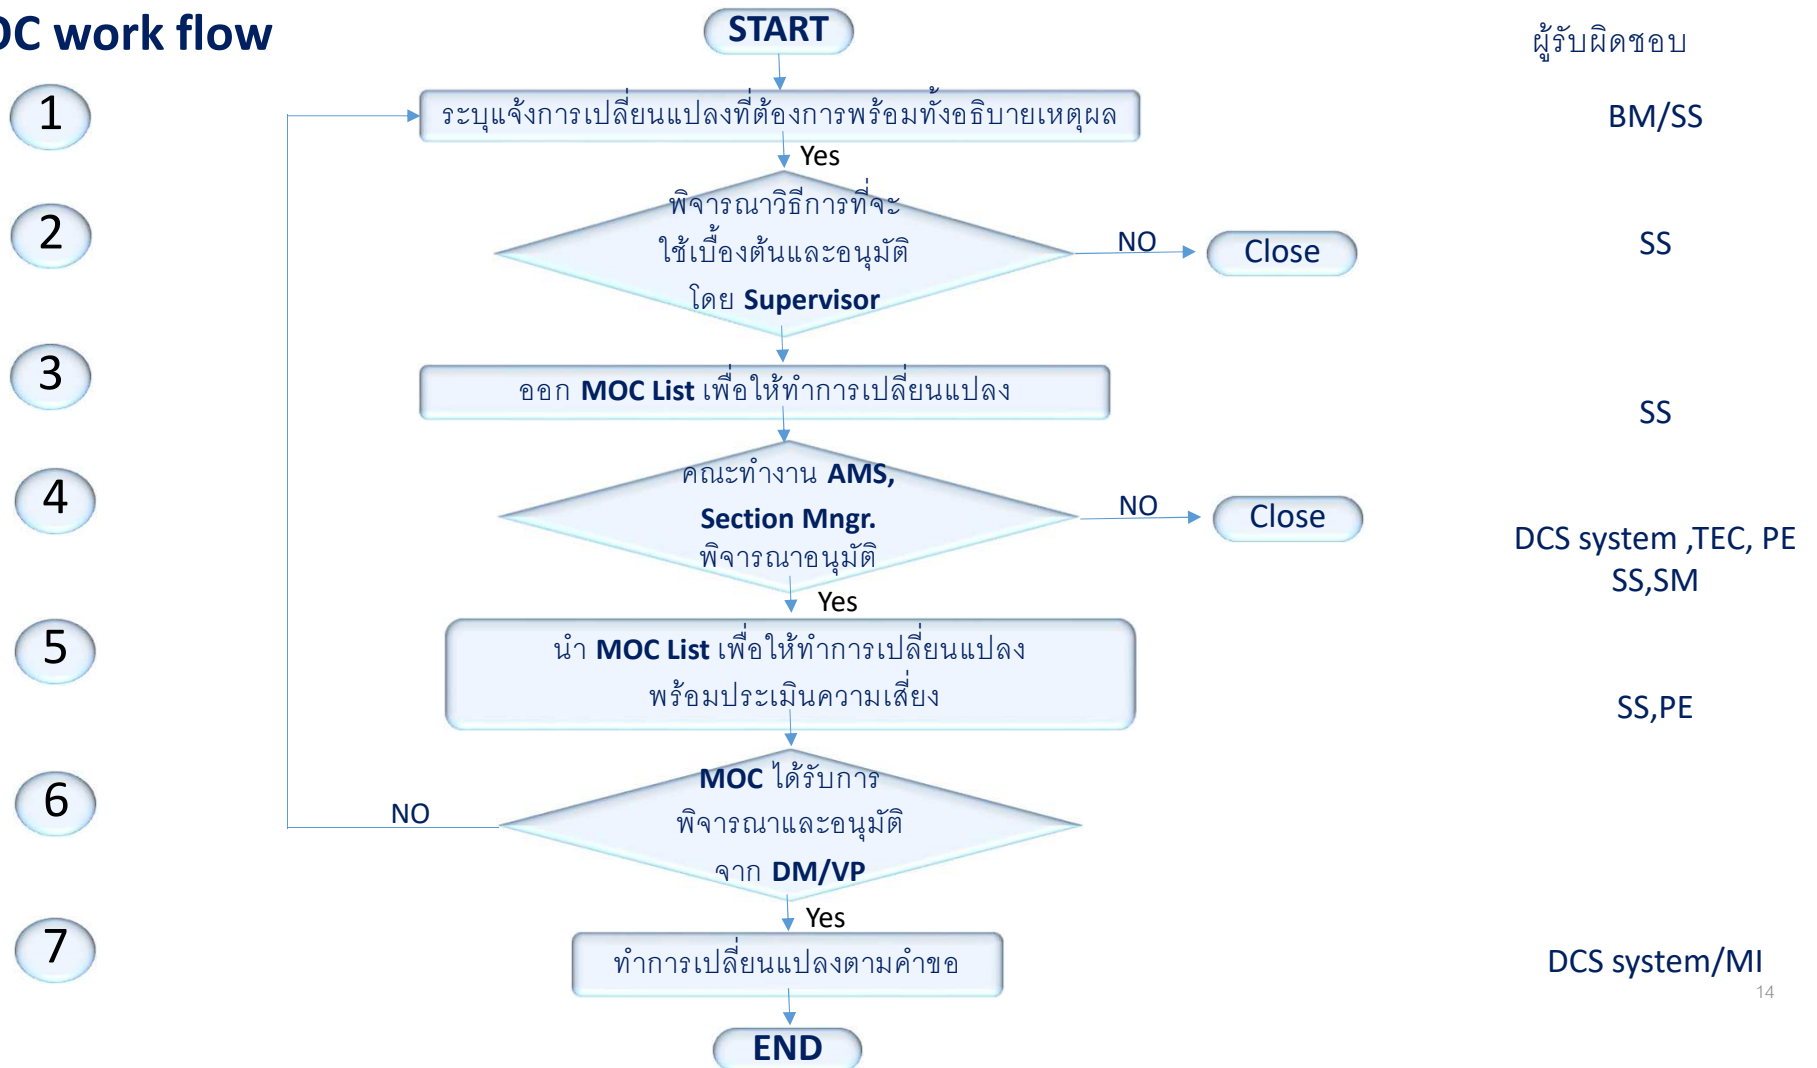 OC work flow
START
ผู้รับผิดชอบ
1
ระบุแจ้งการเปลี่ยนแปลงที่ต้องการพร้อมทั้งอธิบายเหตุผล
BM/SS
Yes
2
พิจารณาวิธีการที่จะ
ใช้เบื้องต้นและอนุมัติ
โดย Supervisor
NO
Close
SS
3
ออก MOC List เพื่อให้ทำการเปลี่ยนแปลง
SS
4
คณะทำงาน AMS,
Section Mngr.
พิจารณาอนุมัติ
NO
Close
DCS system ,TEC, PE
SS,SM
Yes
5
นำ MOC List เพื่อให้ทำการเปลี่ยนแปลง
พร้อมประเมินความเสี่ยง
SS,PE
6
MOC ได้รับการ
พิจารณาและอนุมัติ
จาก DM/VP
NO
Yes
7
ทำการเปลี่ยนแปลงตามคำขอ
DCS system/MI
14
END